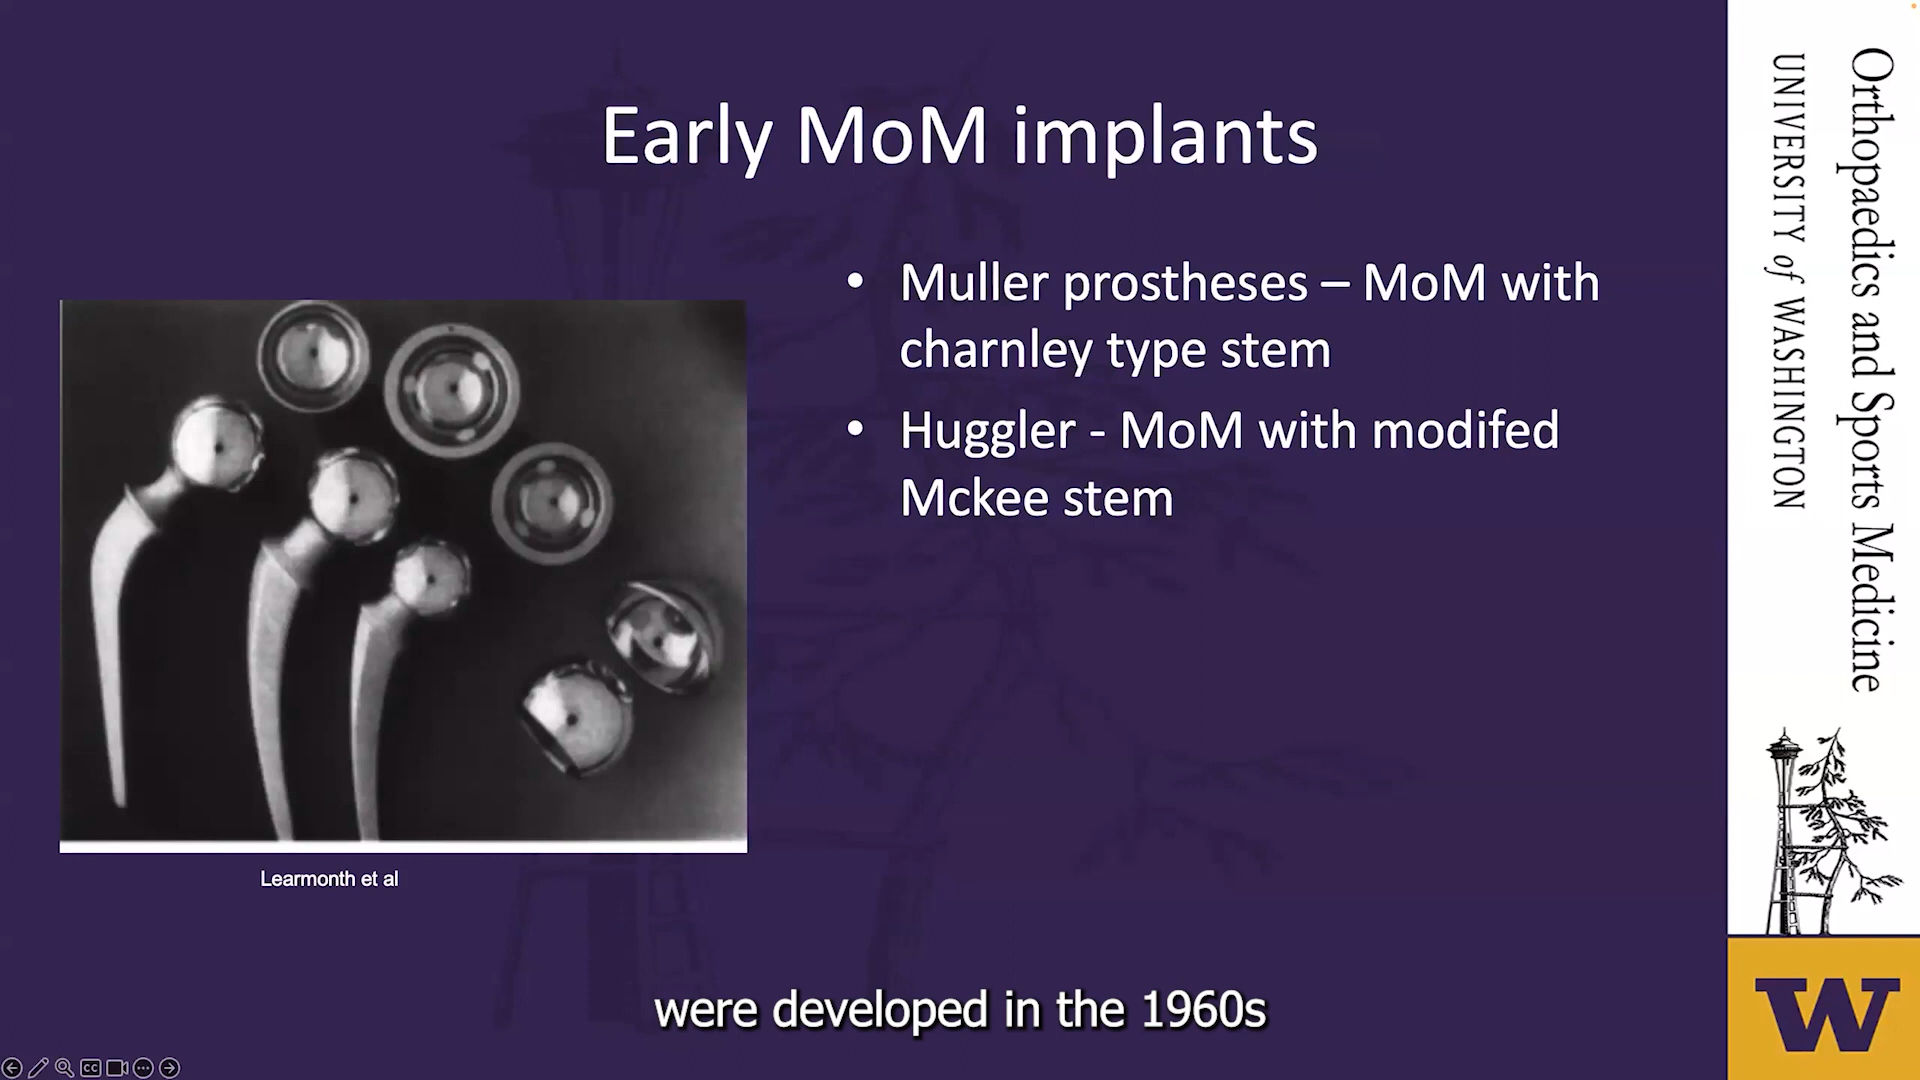 Early MoM implants
• Muller prostheses – MoM with
charnley type stem
• Huggler - MoM with modifed
Mckee stem
Learmonth et al
were developed in the 1960s
Orthopaedics and Sports Medicine
UNIVERSITY of WASHINGTON
W
CC